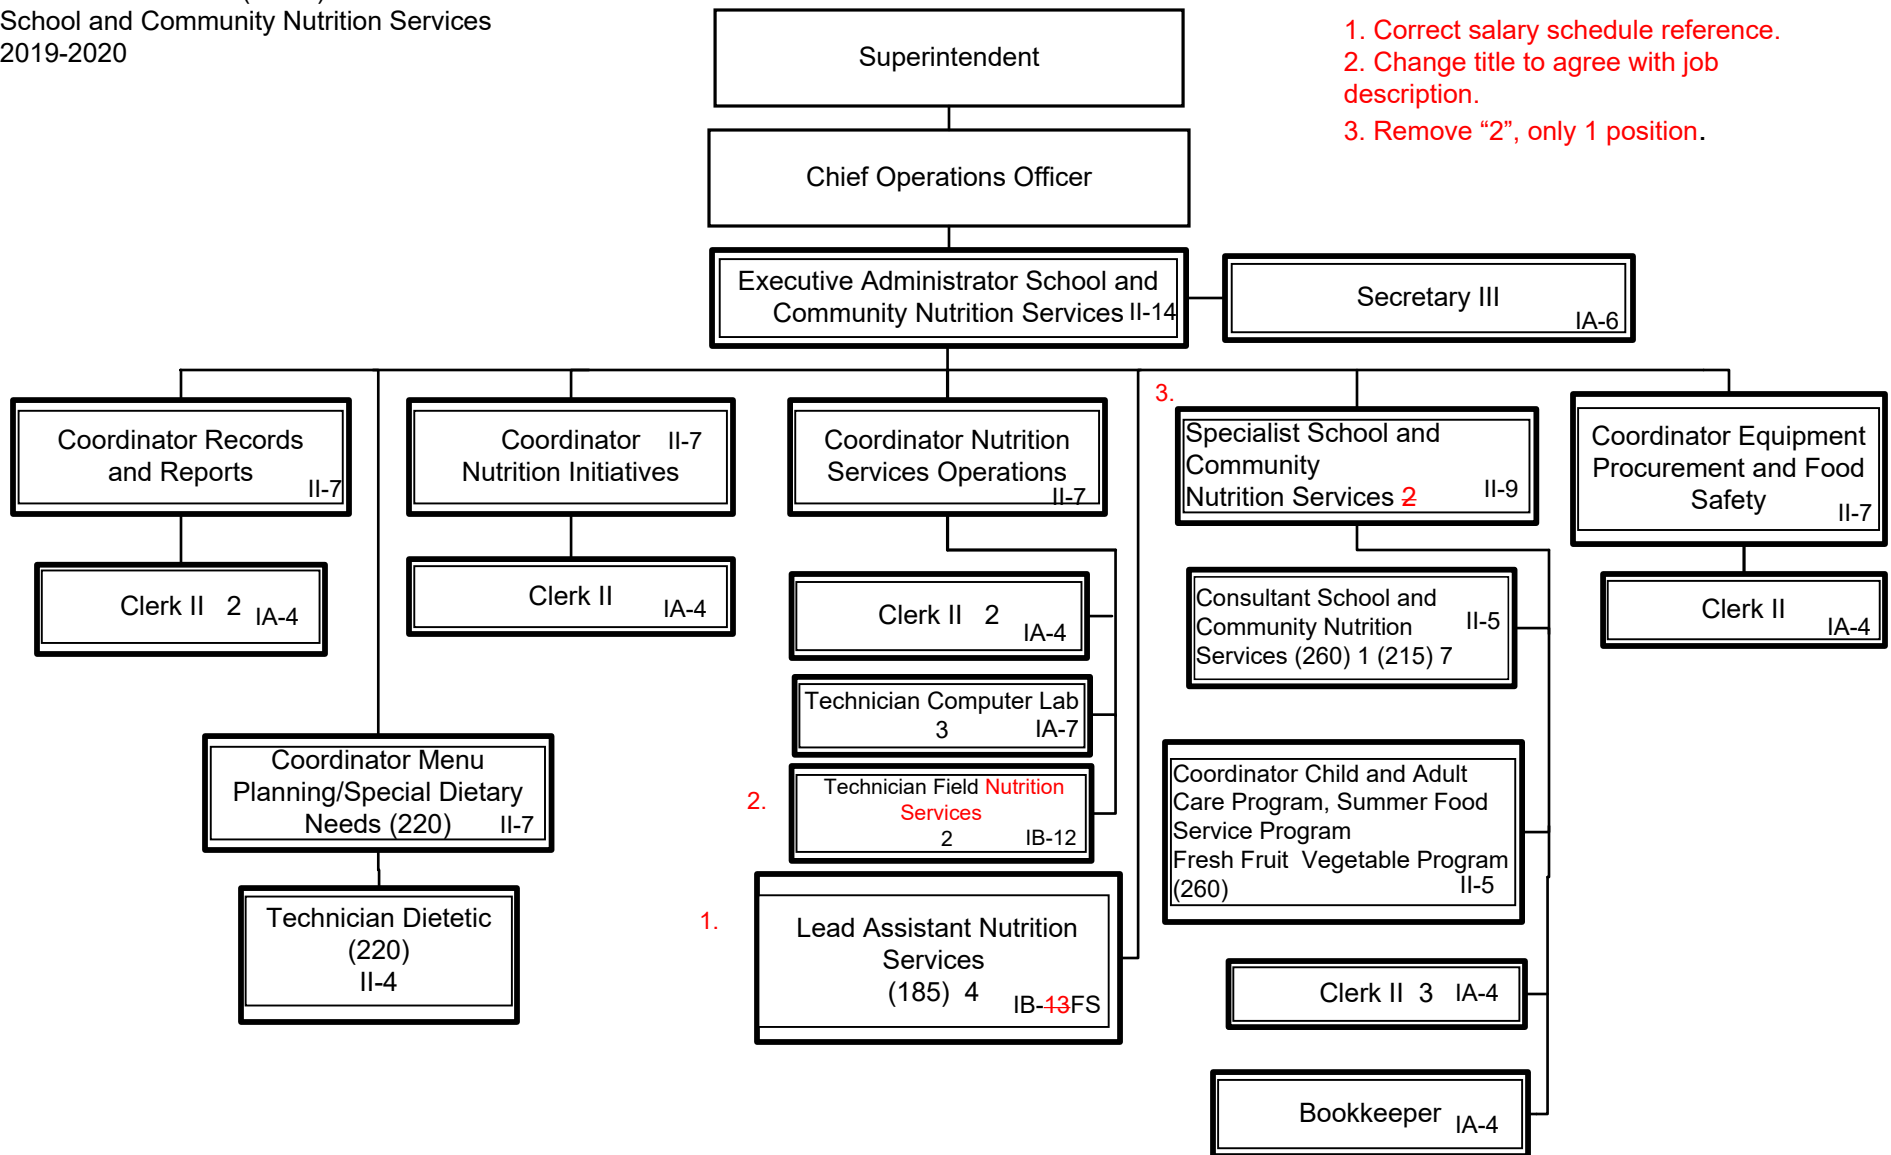 School and Community Nutrition Services
2019-2020
1. Correct salary schedule reference.
2. Change title to agree with job
description.
3. Remove “2”, only 1 position.
Superintendent
Chief Operations Officer
Executive Administrator School and
Community Nutrition Services II-14
Secretary III
IA-6
Coordinator Records
and Reports
II-7
Coordinator II-7
Nutrition Initiatives
Coordinator Nutrition
Services Operations
II-7
3.
Specialist School and
Community
Nutrition Services 2 II-9
Coordinator Equipment
Procurement and Food
Safety
II-7
Clerk II 2 IA-4
Clerk II IA-4
Clerk II 2
IA-4
Technician Computer Lab
3 IA-7
2.
Technician Field Nutrition
Services
2 IB-12
1.
Lead Assistant Nutrition
Services
(185) 4
IB-13FS
Consultant School and
Community Nutrition II-5
Services (260) 1 (215) 7
Clerk II
IA-4
Coordinator Menu
Planning/Special Dietary
Needs (220) II-7
Technician Dietetic
(220)
II-4
Coordinator Child and Adult
Care Program, Summer Food
Service Program
Fresh Fruit Vegetable Program
(260) II-5
Clerk II 3 IA-4
Bookkeeper IA-4